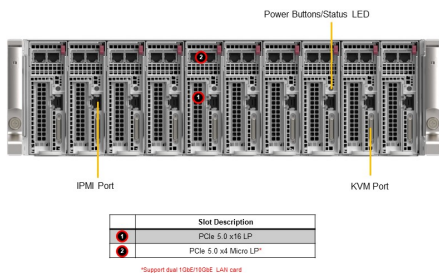 Power Buttons/Status LED
2
1
IPMI Port
KVM Port
Slot Description
1 PCIe 5.0 x16 LP
2 PCIe 5.0 x4 Micro LP*
*Support dual 1GbE/10GbE LAN card